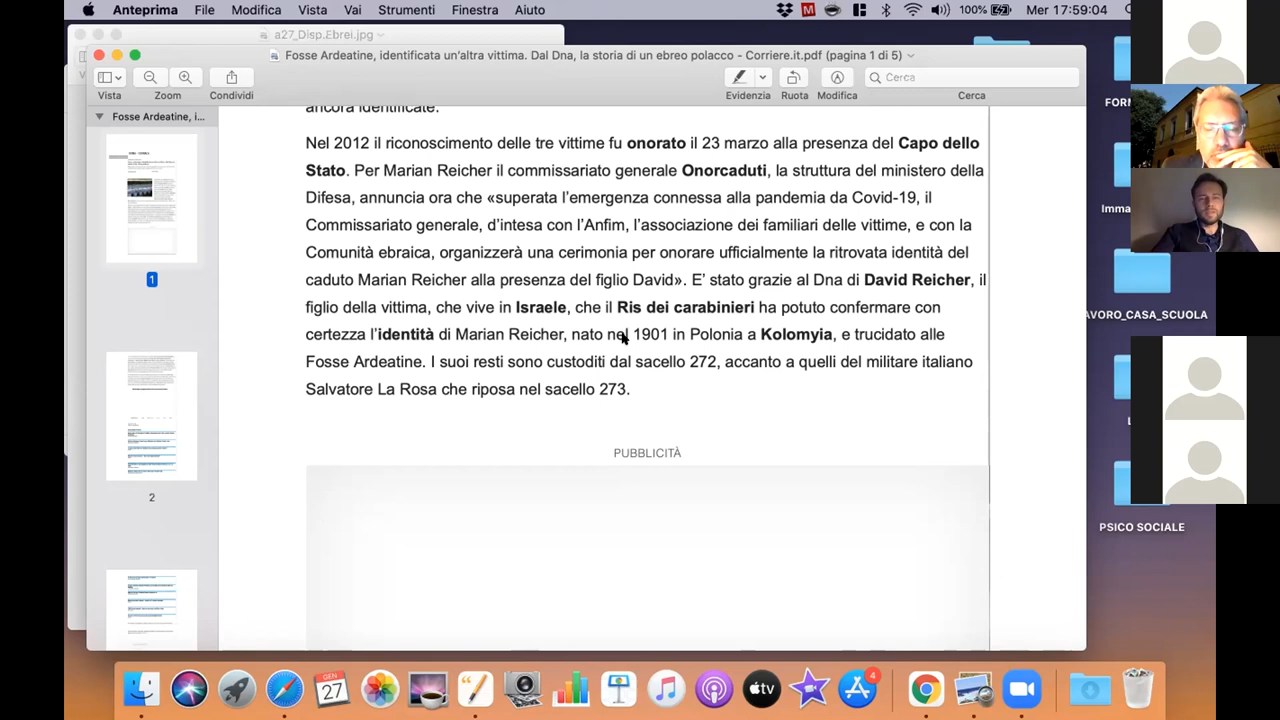 Anteprima File Modifica Vista Vai Strumenti Finestra Aiuto 100% Mer 17:59:04
a27_Disp.Ebrei.jpg
Fosse Ardeatine, identificata un'altra vittima. Dal Dna, la storia di un ebreo polacco - Corriere.it.pdf (pagina 1 di 5)
Cerca
Vista Zoom Condividi Evidenzia Ruota Modifica Cerca
Fosse Ardeatine, i...
ancora identificate.
Nel 2012 il riconoscimento delle tre vittime fu onorato il 23 marzo alla presenza del Capo dello
Stato. Per Marian Reicher il commissariato generale Onorcaduti, la struttura del ministero della
Difesa, annuncia ora che «superata l'emergenza connessa alla pandemia da Covid-19, il
Commissariato generale, d'intesa con l'Anfim, l'associazione dei familiari delle vittime, e con la
Comunità ebraica, organizzerà una cerimonia per onorare ufficialmente la ritrovata identità del
caduto Marian Reicher alla presenza del figlio David». E' stato grazie al Dna di David Reicher, il
figlio della vittima, che vive in Israele, che il Ris dei carabinieri ha potuto confermare con
certezza l'identità di Marian Reicher, nato nel 1901 in Polonia a Kolomyia, e trucidato alle
Fosse Ardeatine. I suoi resti sono custoditi dal sacello 272, accanto a quelli del militare italiano
Salvatore La Rosa che riposa nel sacello 273.
PUBBLICITÀ
1
2
FORM
Imma
AVORO_CASA_SCUOLA
PSICO SOCIALE
GEN
27
tv
4